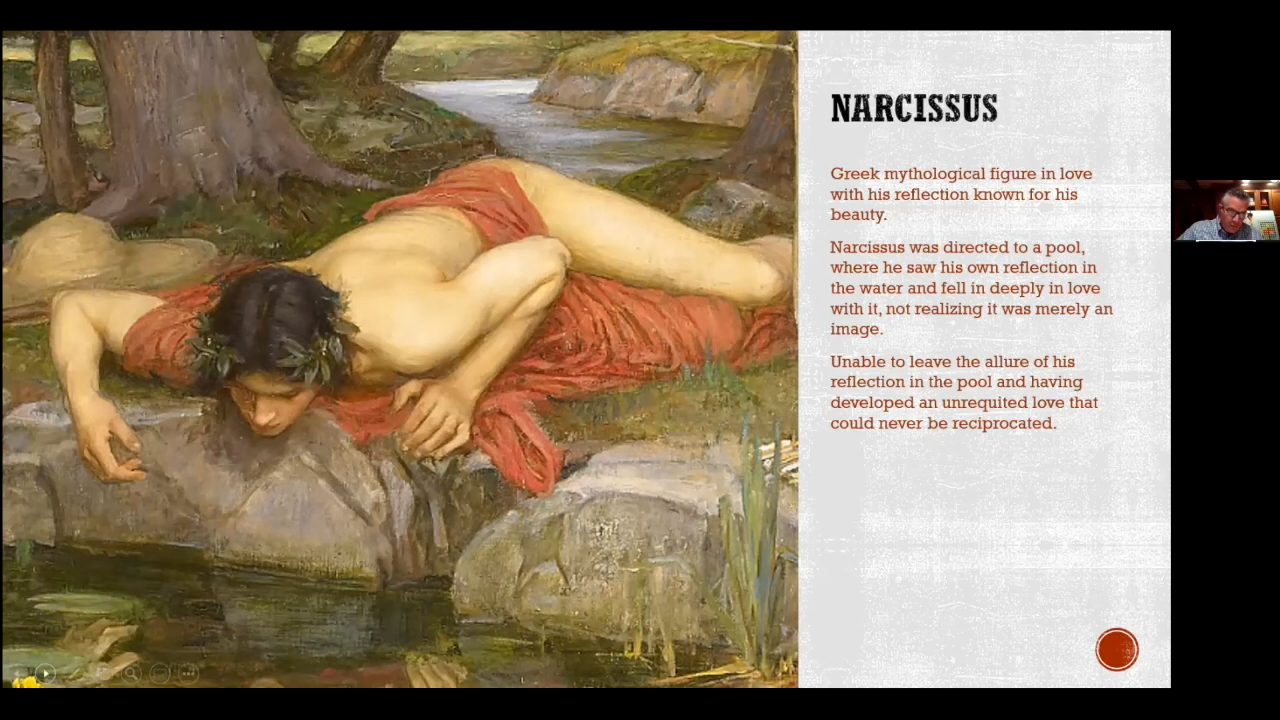 NARCISSUS
Greek mythological figure in love
with his reflection known for his
beauty.
Narcissus was directed to a pool,
where he saw his own reflection in
the water and fell in deeply in love
with it, not realizing it was merely an
image.
Unable to leave the allure of his
reflection in the pool and having
developed an unrequited love that
could never be reciprocated.